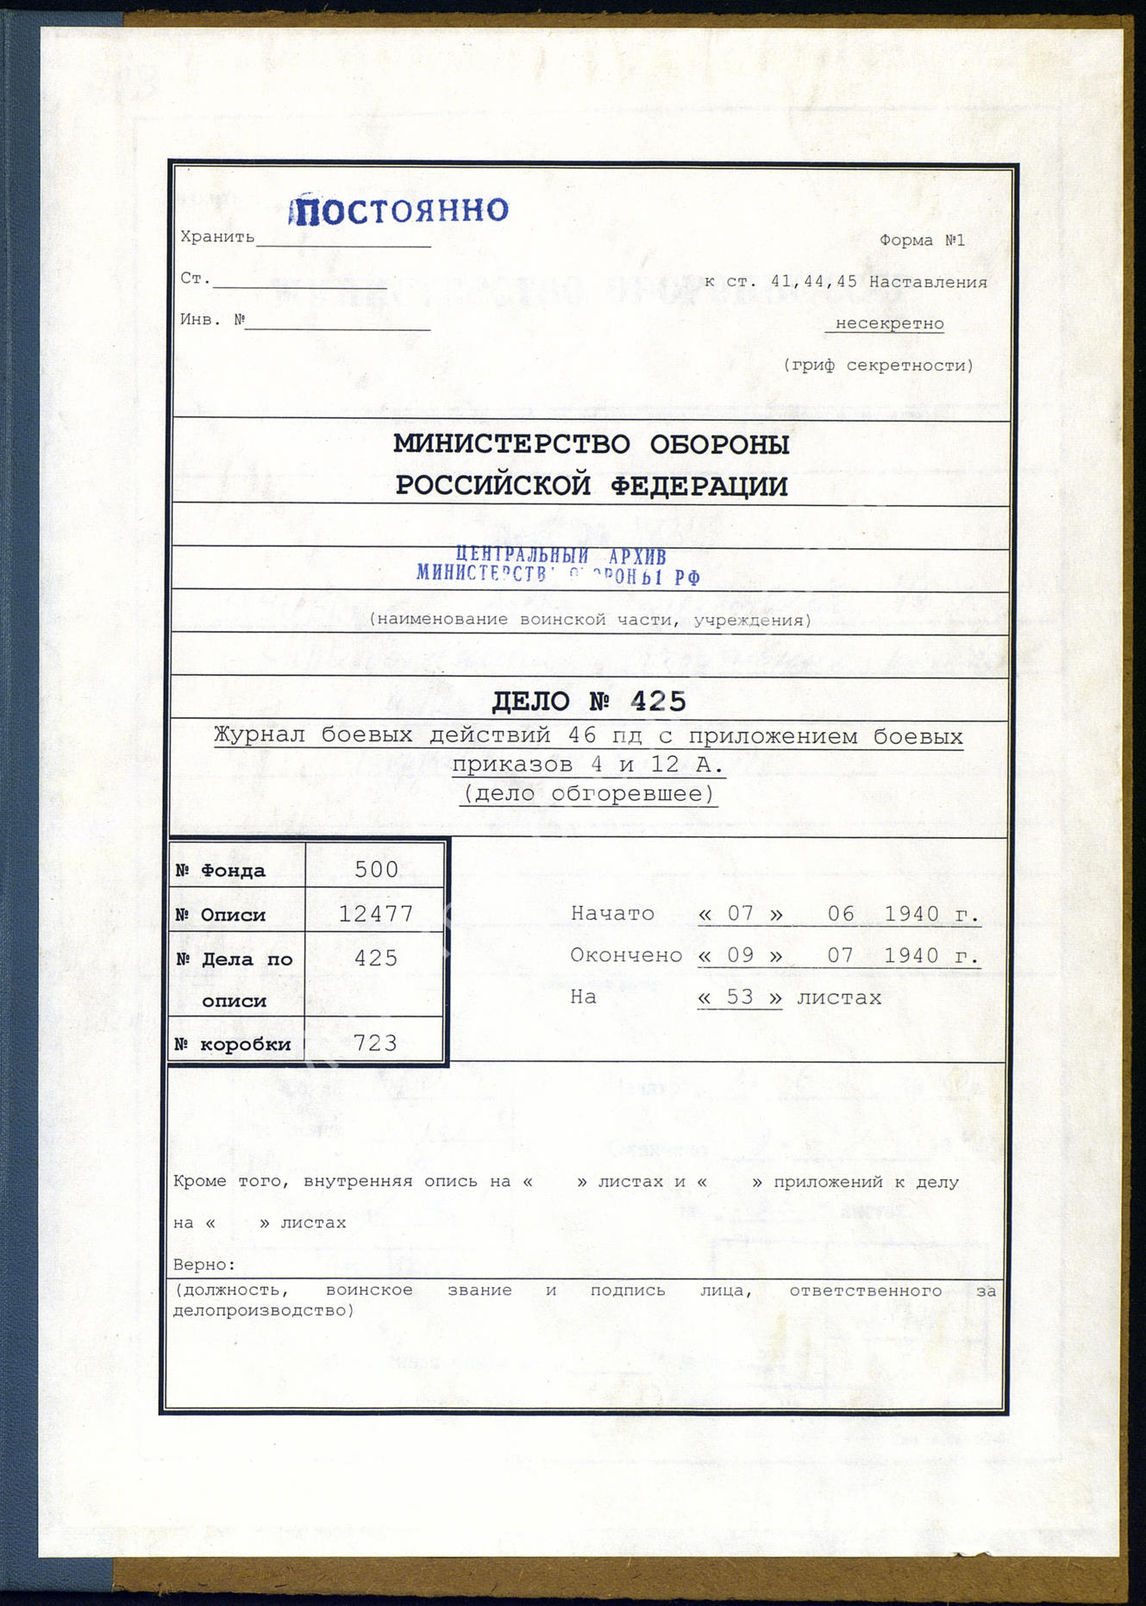 ПОСТОЯННО
Хранить
Форма №1
Ст.
к ст. 41,44,45 Наставления
Инв. №
несекретно
(гриф секретности)
МИНИСТЕРСТВО ОБОРОНЫ
РОССИЙСКОЙ ФЕДЕРАЦИИ
ЦЕНТРАЛЬНЫЙ АРХИВ
МИНИСТЕРСТВ ОБОРОНЫ РФ
(наименование воинской части, учреждения)
ДЕЛО № 425
Журнал боевых действий 46 пд с приложением боевых
приказов 4 и 12 А.
(дело обгоревшее)
№ Фонда 500
№ Описи 12477
№ Дела по 425
описи
№ коробки 723
Начато « 07 » 06 1940 г.
Окончено « 09 » 07 1940 г.
На « 53 » листах
Кроме того, внутренняя опись на « » листах и « » приложений к делу
на « » листах
Верно:
(должность, воинское звание и подпись лица, ответственного за
делопроизводство)